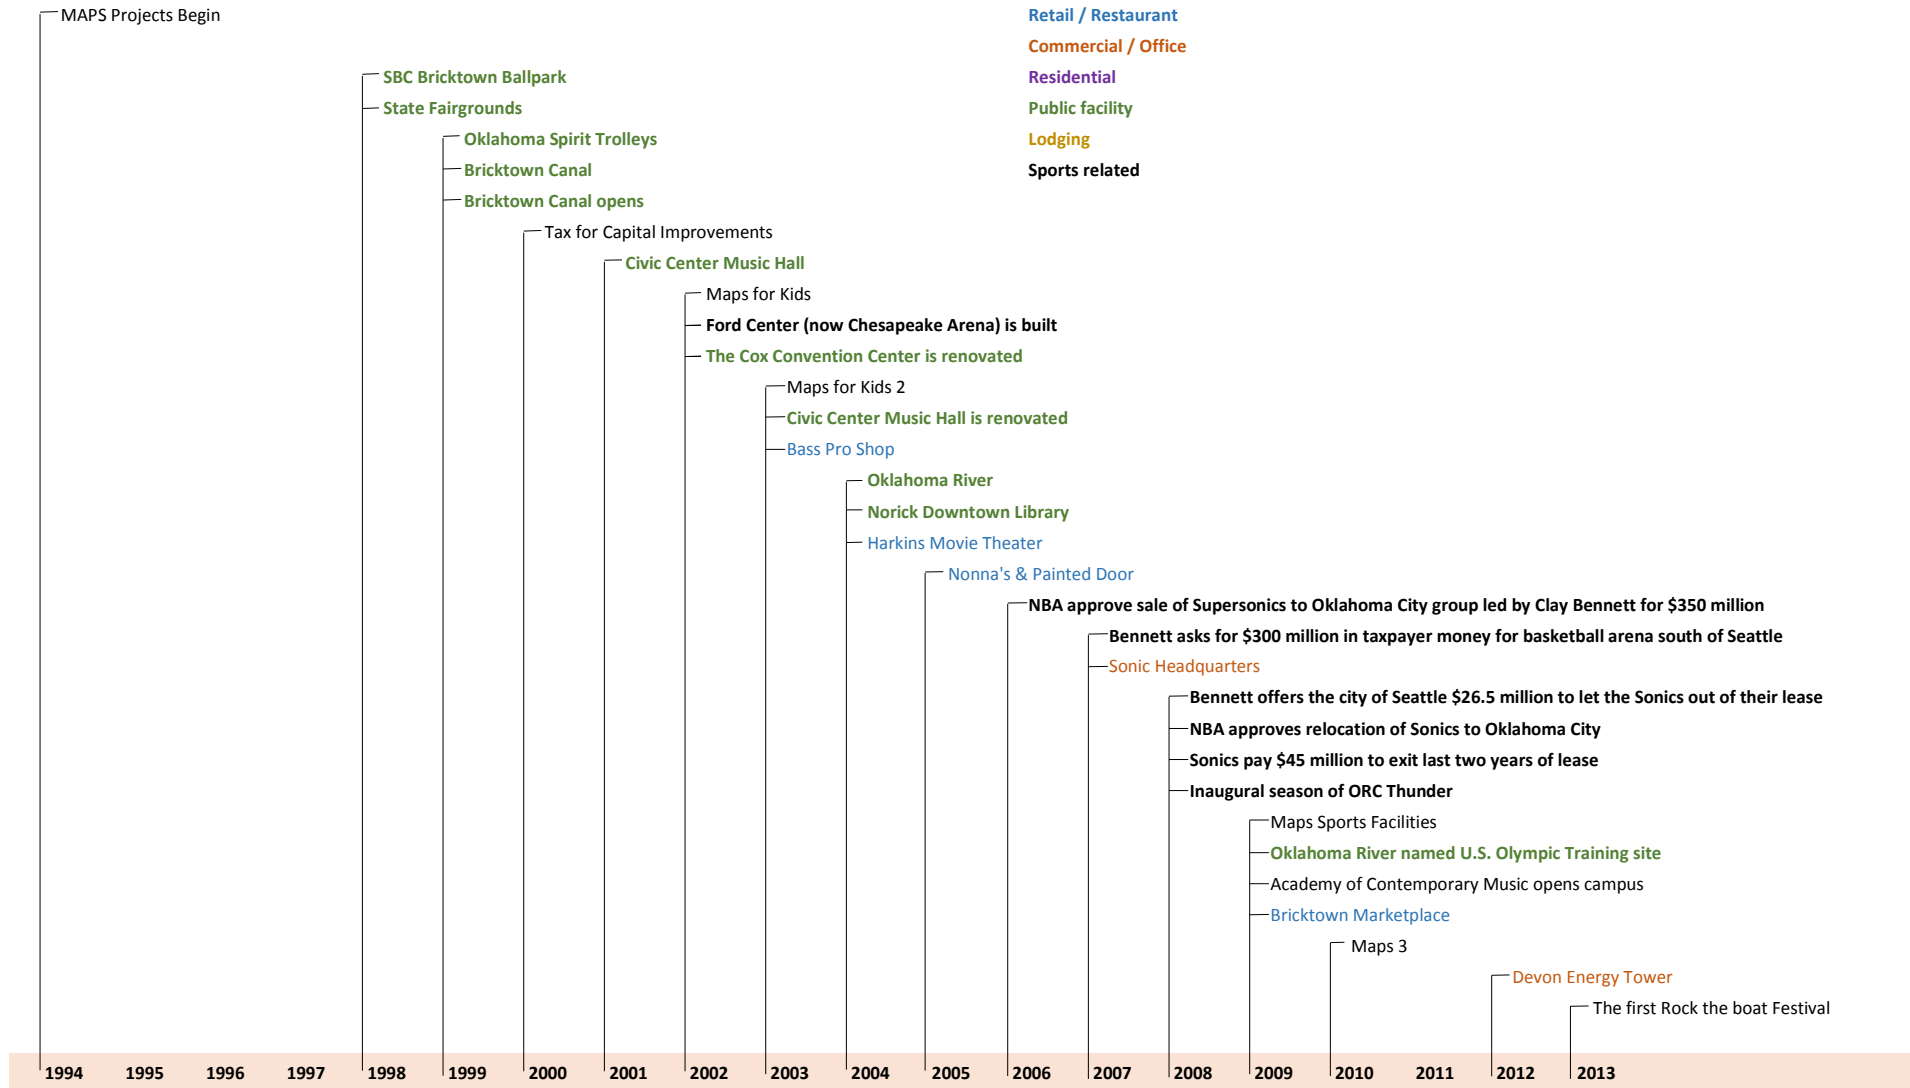 MAPS Projects Begin
Retail / Restaurant
Commercial / Office
SBC Bricktown Ballpark
Residential
State Fairgrounds
Public facility
Oklahoma Spirit Trolleys
Lodging
Bricktown Canal
Sports related
Bricktown Canal opens
Tax for Capital Improvements
Civic Center Music Hall
Maps for Kids
Ford Center (now Chesapeake Arena) is built
The Cox Convention Center is renovated
Maps for Kids 2
Civic Center Music Hall is renovated
Bass Pro Shop
Oklahoma River
Norick Downtown Library
Harkins Movie Theater
Nonna's & Painted Door
NBA approve sale of Supersonics to Oklahoma City group led by Clay Bennett for $350 million
Bennett asks for $300 million in taxpayer money for basketball arena south of Seattle
Sonic Headquarters
Bennett offers the city of Seattle $26.5 million to let the Sonics out of their lease
NBA approves relocation of Sonics to Oklahoma City
Sonics pay $45 million to exit last two years of lease
Inaugural season of ORC Thunder
Maps Sports Facilities
Oklahoma River named U.S. Olympic Training site
Academy of Contemporary Music opens campus
Bricktown Marketplace
Maps 3
Devon Energy Tower
The first Rock the boat Festival
1994 1995 1996 1997 1998 1999 2000 2001 2002 2003 2004 2005 2006 2007 2008 2009 2010 2011 2012 2013